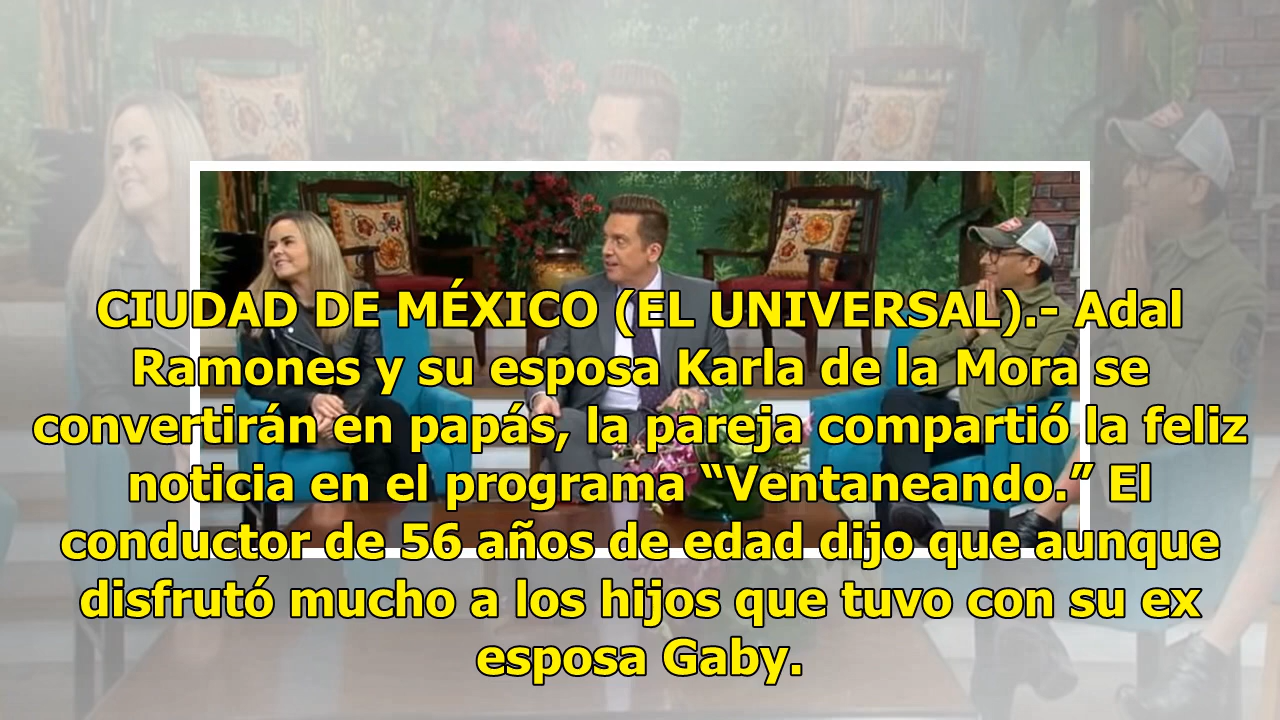 CIUDAD DE MÉXICO (EL UNIVERSAL).- Adal
Ramones y su esposa Karla de la Mora se
convertirán en papás, la pareja compartió la feliz
noticia en el programa “Ventaneando.” El
conductor de 56 años de edad dijo que aunque
disfrutó mucho a los hijos que tuvo con su ex
esposa Gaby.